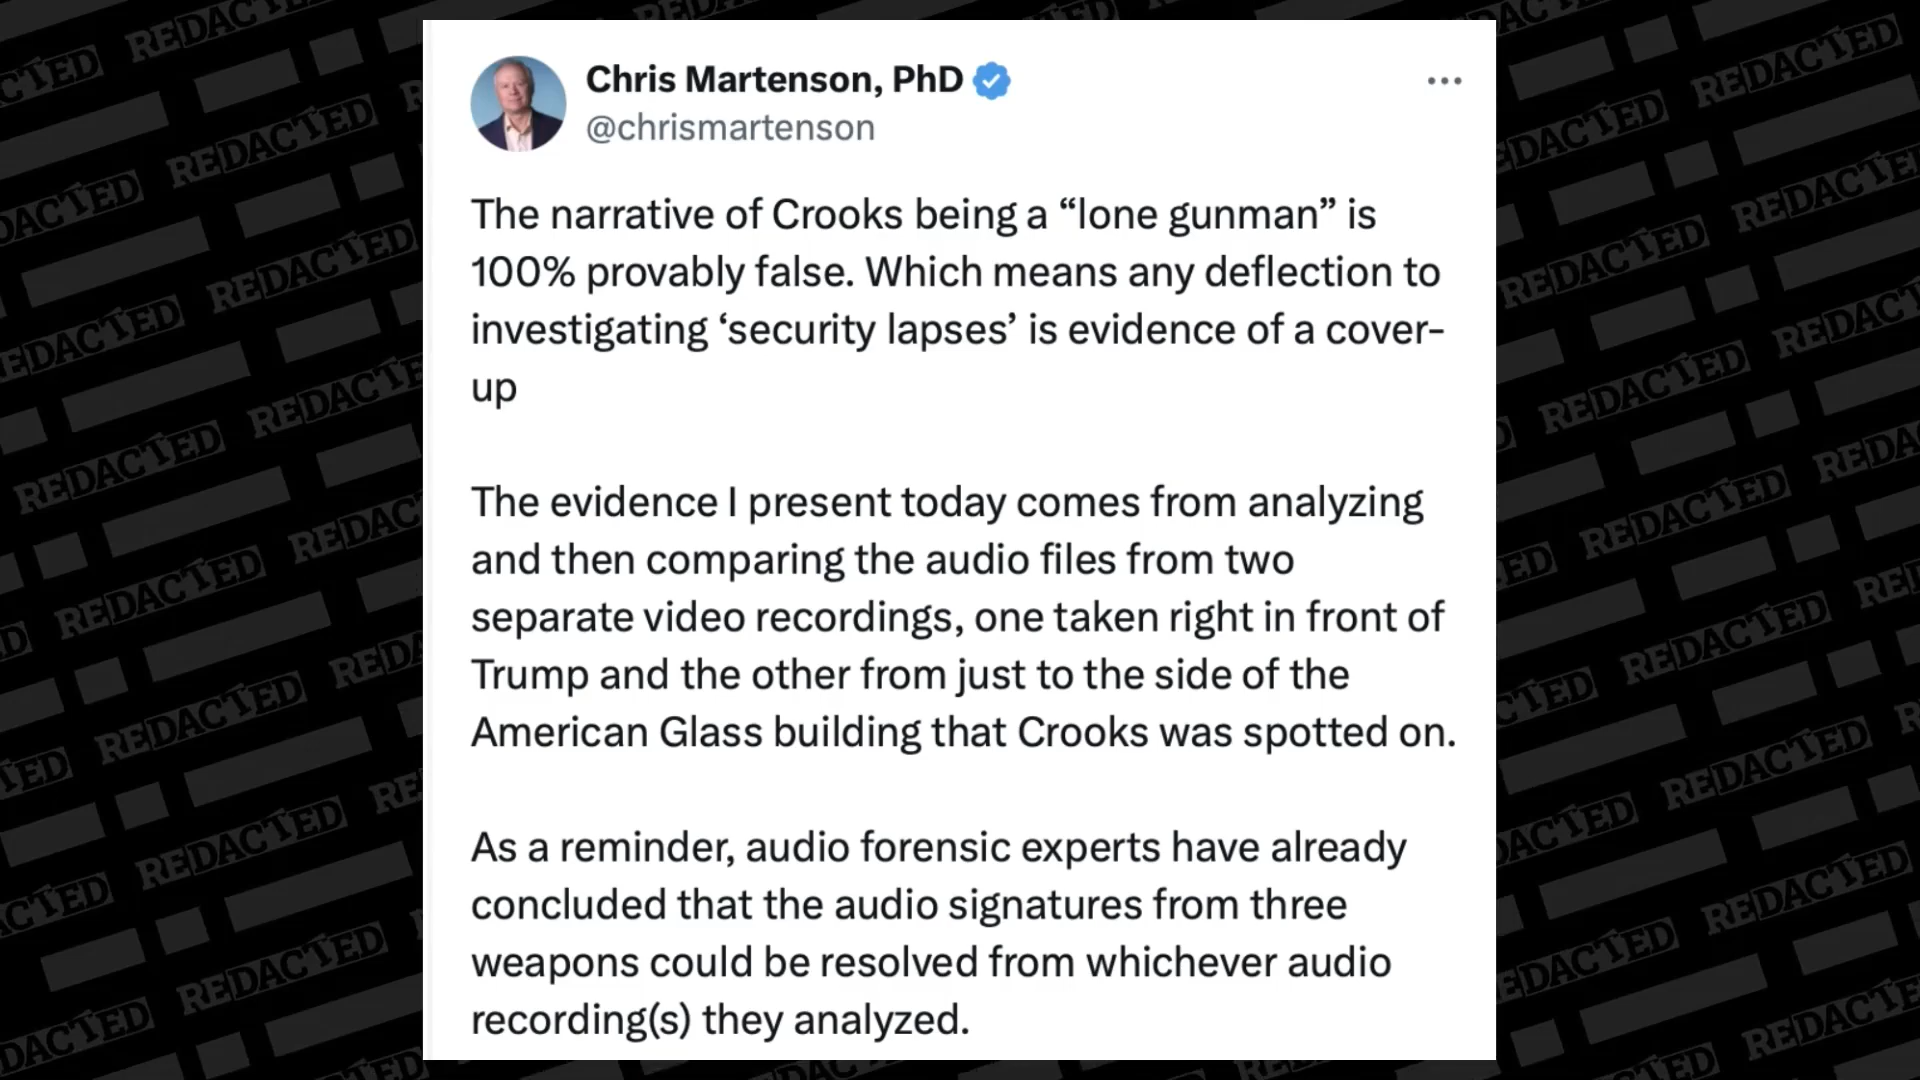 Chris Martenson, PhD
@chrismartenson
The narrative of Crooks being a “lone gunman” is
100% provably false. Which means any deflection to
investigating ‘security lapses’ is evidence of a cover-
up
The evidence I present today comes from analyzing
and then comparing the audio files from two
separate video recordings, one taken right in front of
Trump and the other from just to the side of the
American Glass building that Crooks was spotted on.
As a reminder, audio forensic experts have already
concluded that the audio signatures from three
weapons could be resolved from whichever audio
recording(s) they analyzed.
REDACTED